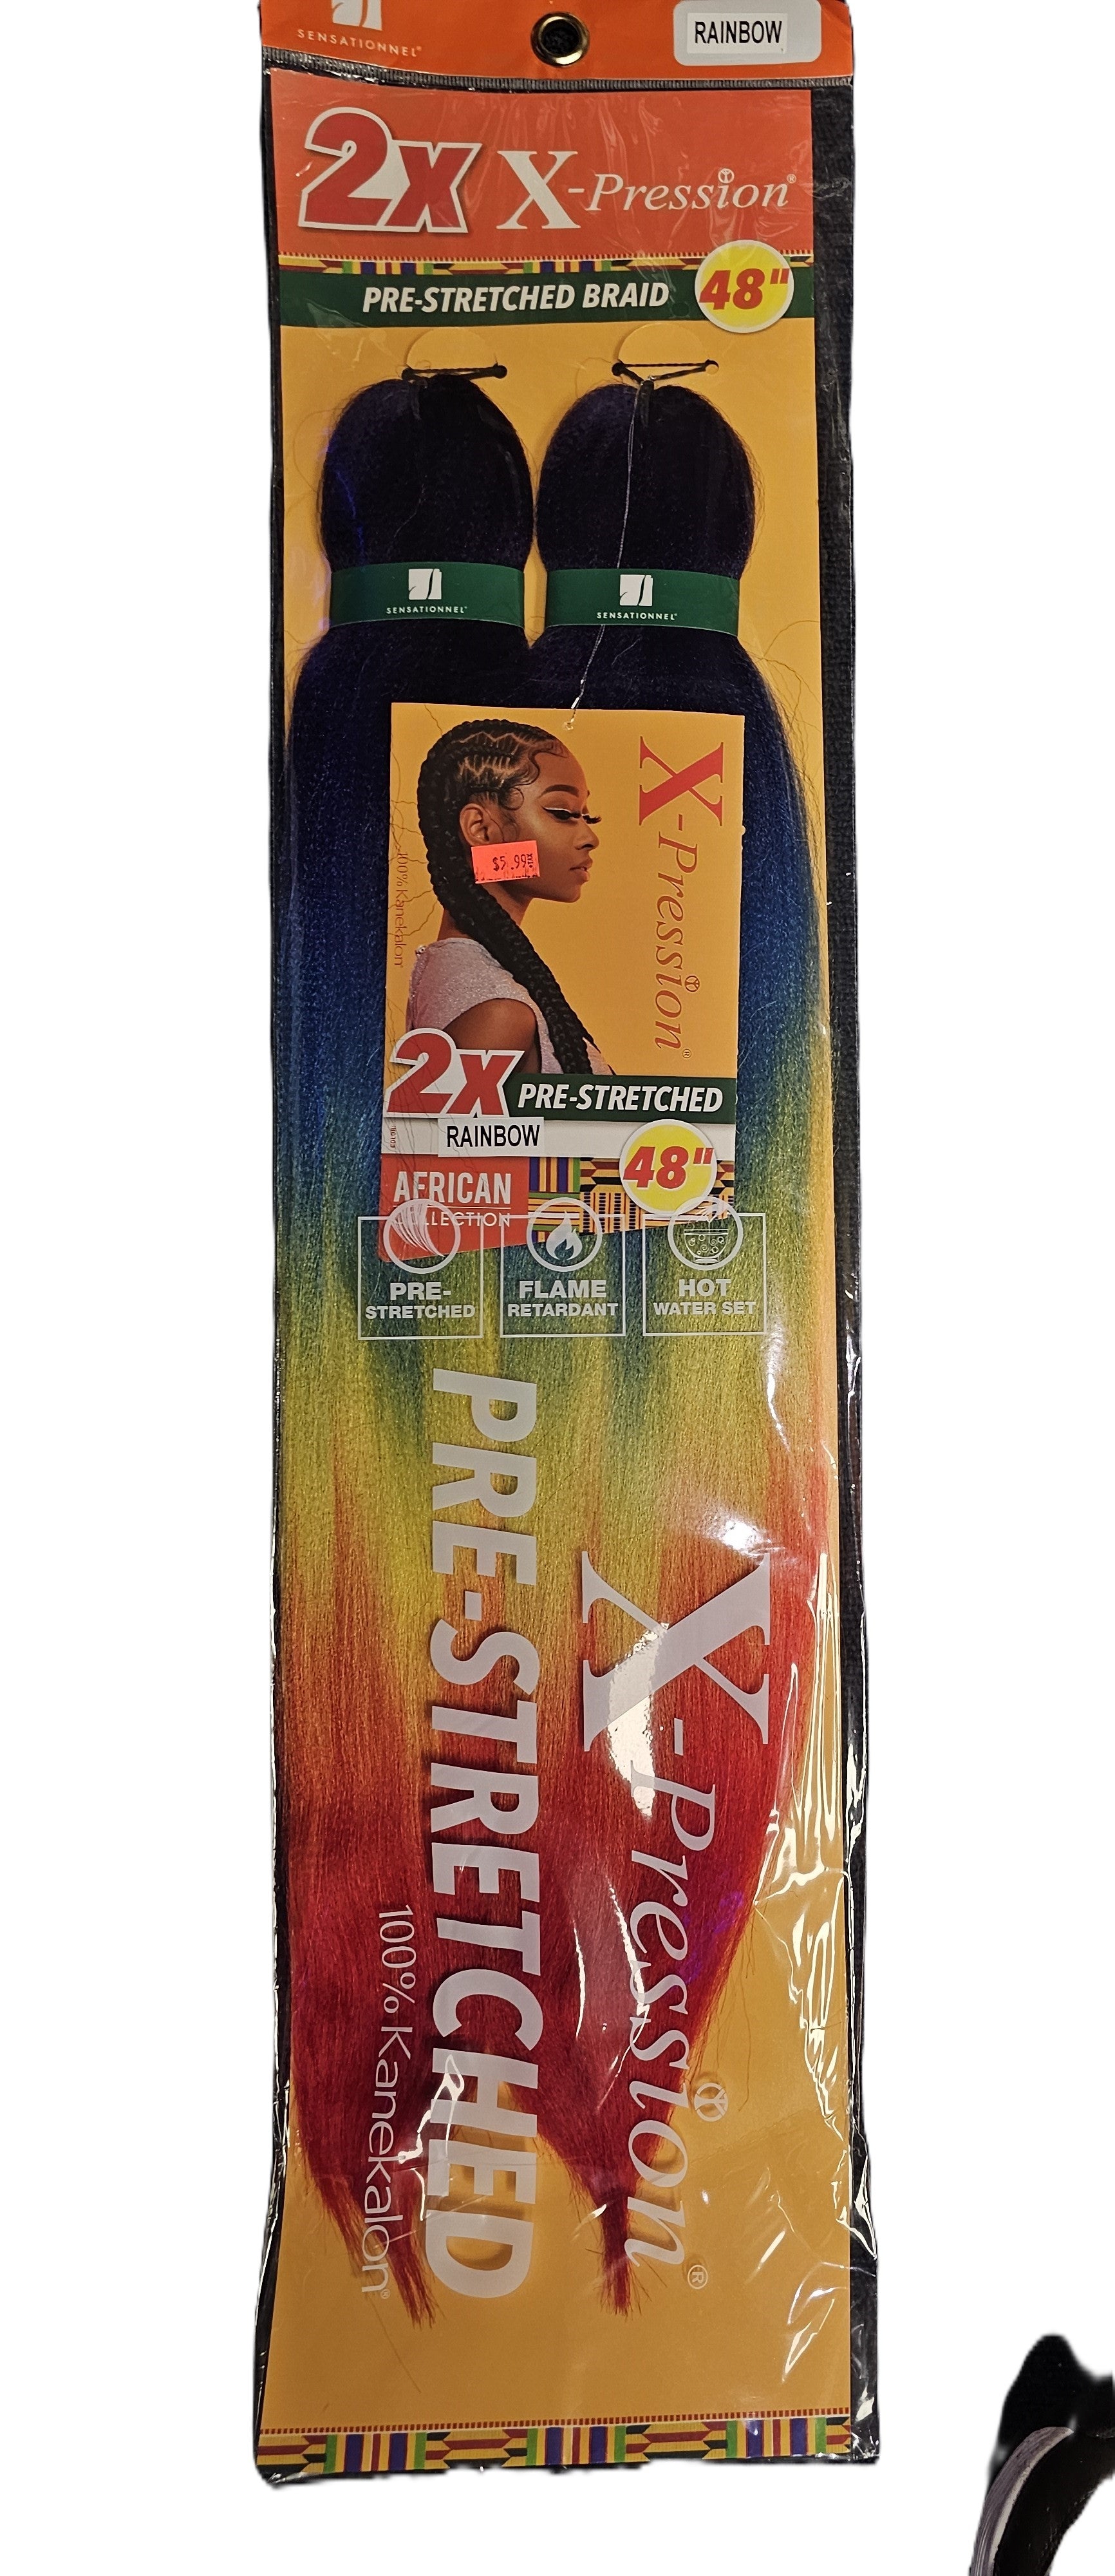 SENSATIONNEL®
RAINBOW
2X X-Pression®
PRE-STRETCHED BRAID 48"
SENSATIONNEL®
SENSATIONNEL®
X-Pression®
$5.99
100% Kanekalon
2X PRE-STRETCHED
RAINBOW
48"
AFRICAN
COLLECTION
PRE-
STRETCHED
FLAME
RETARDANT
HOT
WATER SET
PRE-STRETCHED
X-Pression®
100% Kanekalon®